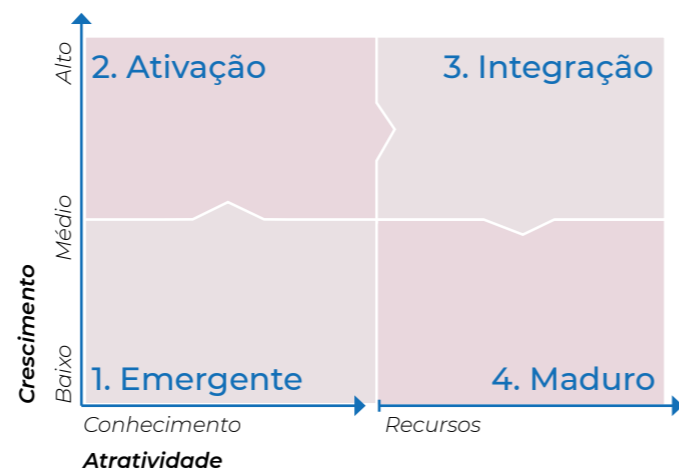 Alto
2. Ativação
3. Integração
Médio
Crescimento
Baixo
1. Emergente
4. Maduro
Conhecimento
Recursos
Atratividade